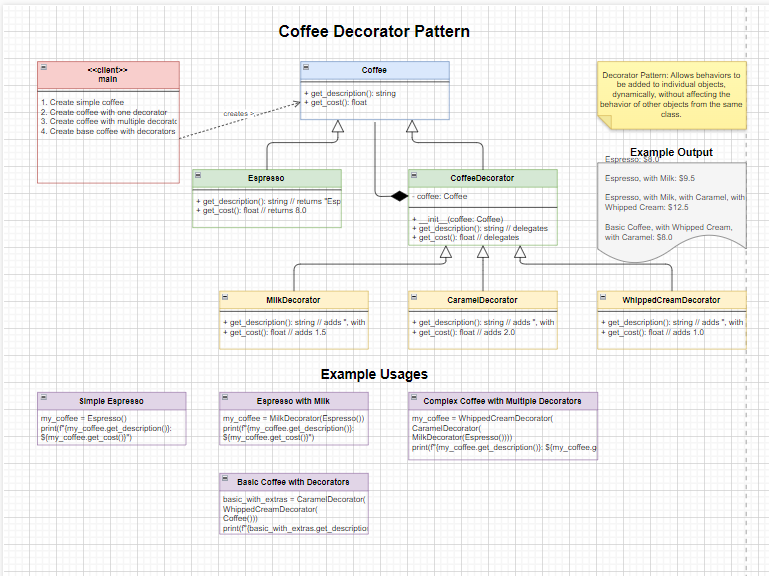 Coffee Decorator Pattern
<<client>>
main
1. Create simple coffee
2. Create coffee with one decorator
3. Create coffee with multiple decorato
4. Create base coffee with decorators
creates >
Coffee
+ get_description(): string
+ get_cost(): float
Decorator Pattern: Allows behaviors to
be added to individual objects,
dynamically, without affecting the
behavior of other objects from the same
class.
Espresso
+ get_description(): string // returns "Esp
+ get_cost(): float // returns 8.0
CoffeeDecorator
- coffee: Coffee
+ __init__(coffee: Coffee)
+ get_description(): string // delegates
+ get_cost(): float // delegates
Example Output
Espresso: $8.0
Espresso, with Milk: $9.5
Espresso, with Milk, with Caramel, with
Whipped Cream: $12.5
Basic Coffee, with Whipped Cream,
with Caramel: $8.0
MilkDecorator
+ get_description(): string // adds ", with
+ get_cost(): float // adds 1.5
CaramelDecorator
+ get_description(): string // adds ", with
+ get_cost(): float // adds 2.0
WhippedCreamDecorator
+ get_description(): string // adds ", with
+ get_cost(): float // adds 1.0
Example Usages
Simple Espresso
my_coffee = Espresso()
print(f"{my_coffee.get_description()}:
${my_coffee.get_cost()}")
Espresso with Milk
my_coffee = MilkDecorator(Espresso())
print(f"{my_coffee.get_description()}:
${my_coffee.get_cost()}")
Complex Coffee with Multiple Decorators
my_coffee = WhippedCreamDecorator(
CaramelDecorator(
MilkDecorator(Espresso())))
print(f"{my_coffee.get_description()}: ${my_coffee.g
Basic Coffee with Decorators
basic_with_extras = CaramelDecorator(
WhippedCreamDecorator(
Coffee()))
print(f"{basic_with_extras.get_descriptio